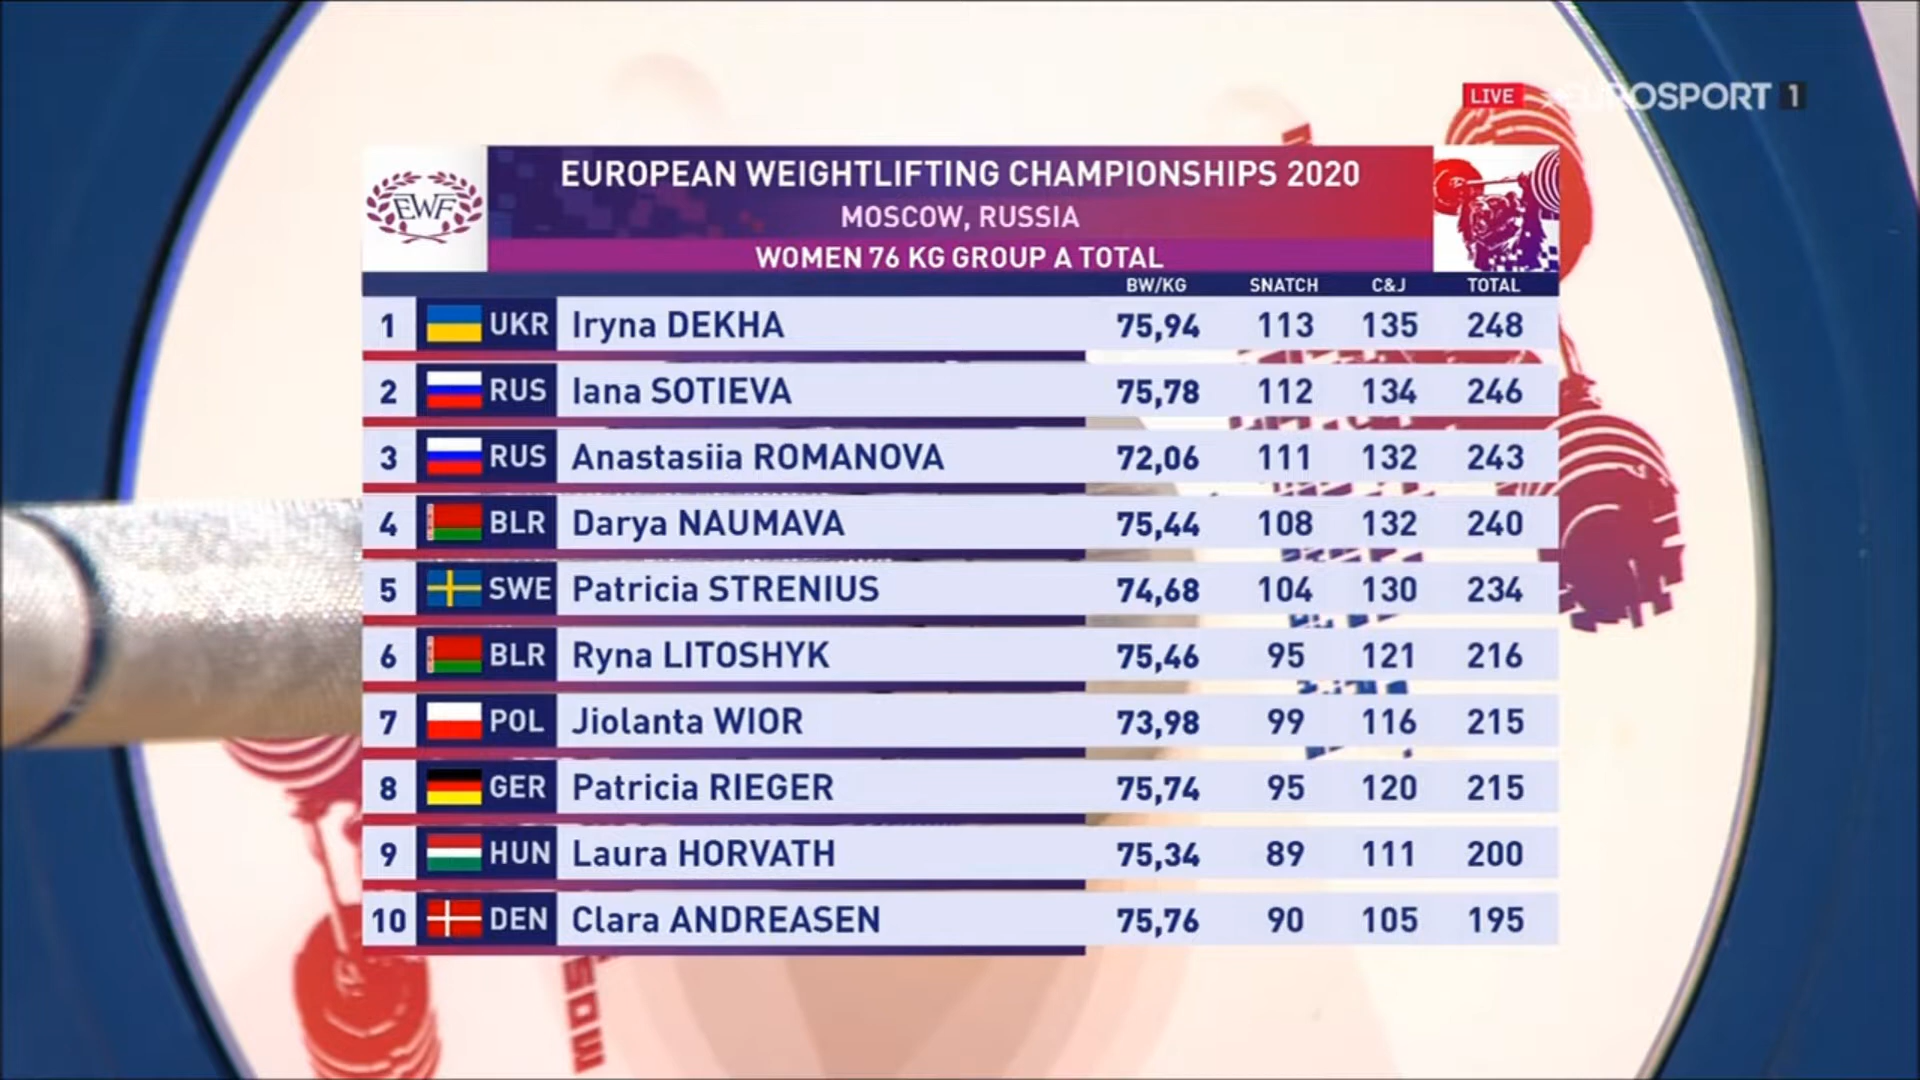 LIVE EUROSPORT 1
EWF
EUROPEAN WEIGHTLIFTING CHAMPIONSHIPS 2020
MOSCOW, RUSSIA
WOMEN 76 KG GROUP A TOTAL
BW/KG SNATCH C&J TOTAL
1 UKR Iryna DEKHA 75,94 113 135 248
2 RUS Iana SOTIEVA 75,78 112 134 246
3 RUS Anastasiia ROMANOVA 72,06 111 132 243
4 BLR Darya NAUMAVA 75,44 108 132 240
5 SWE Patricia STRENIUS 74,68 104 130 234
6 BLR Ryna LITOSHYK 75,46 95 121 216
7 POL Jiolanta WIOR 73,98 99 116 215
8 GER Patricia RIEGER 75,74 95 120 215
9 HUN Laura HORVATH 75,34 89 111 200
10 DEN Clara ANDREASEN 75,76 90 105 195